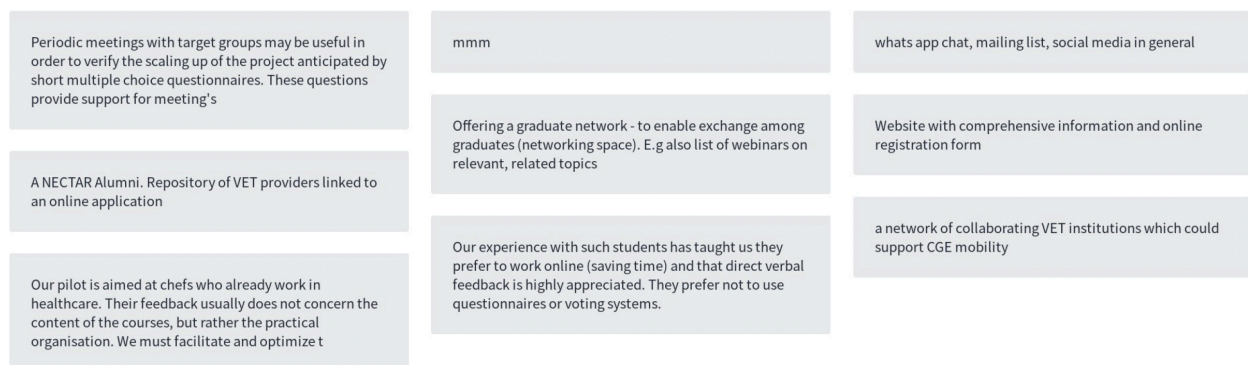 Periodic meetings with target groups may be useful in
order to verify the scaling up of the project anticipated by
short multiple choice questionnaires. These questions
provide support for meeting's
A NECTAR Alumni. Repository of VET providers linked to
an online application
Our pilot is aimed at chefs who already work in
healthcare. Their feedback usually does not concern the
content of the courses, but rather the practical
organisation. We must facilitate and optimize t
mmm
Offering a graduate network - to enable exchange among
graduates (networking space). E.g also list of webinars on
relevant, related topics
Our experience with such students has taught us they
prefer to work online (saving time) and that direct verbal
feedback is highly appreciated. They prefer not to use
questionnaires or voting systems.
whats app chat, mailing list, social media in general
Website with comprehensive information and online
registration form
a network of collaborating VET institutions which could
support CGE mobility